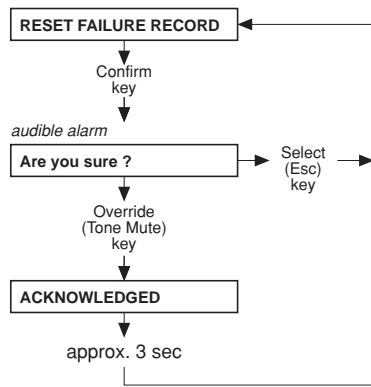 RESET FAILURE RECORD
Confirm
key
audible alarm
Are you sure ?
Select
(Esc)
key
Override
(Tone Mute)
key
ACKNOWLEDGED
approx. 3 sec